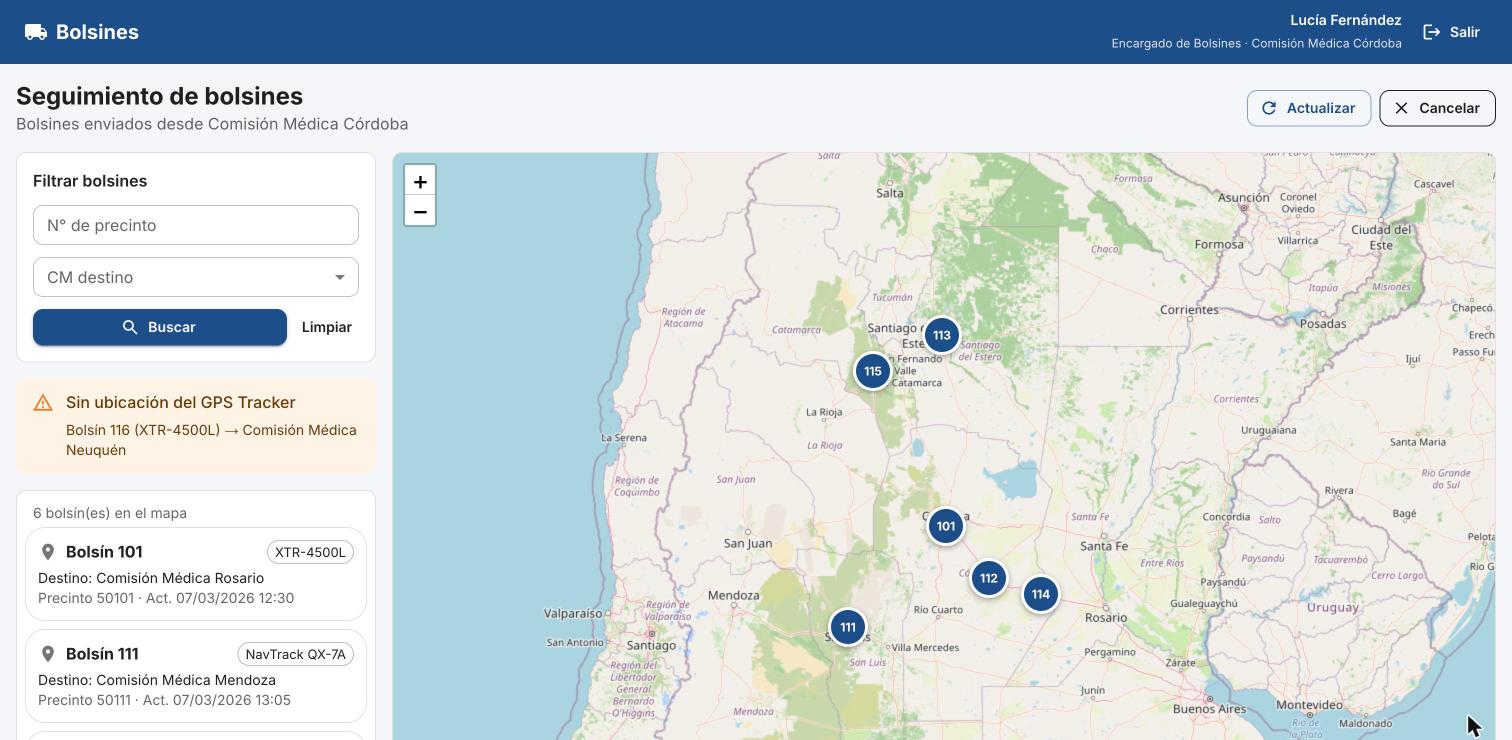 Bolsines
Lucía Fernández
Encargado de Bolsines · Comisión Médica Córdoba
Salir
Seguimiento de bolsines
Bolsines enviados desde Comisión Médica Córdoba
Actualizar
Cancelar
Filtrar bolsines
N° de precinto
CM destino
Buscar
Limpiar
Sin ubicación del GPS Tracker
Bolsín 116 (XTR-4500L) → Comisión Médica
Neuquén
6 bolsín(es) en el mapa
Bolsín 101
XTR-4500L
Destino: Comisión Médica Rosario
Precinto 50101 · Act. 07/03/2026 12:30
Bolsín 111
NavTrack QX-7A
Destino: Comisión Médica Mendoza
Precinto 50111 · Act. 07/03/2026 13:05
+
−
Salta
Salta
Formosa
Asunción
Coronel
Oviedo
Cascavel
Formosa
Villarrica
Ciudad del
Este
Chaco
Itapúa
Misiones
Tucumán
Región de
Atacama
Catamarca
Santiago
113
Santiago
del Estero
115
Fernando
Valle
Catamarca
Corrientes
Posadas
Ijuí
La Rioja
La Rioja
Corrientes
La Serena
Uruguaiana
Santa Maria
Región de
Coquimbo
San Juan
Rio Grande
do Sul
Rivera
101
Santa Fe
Santa Fe
Concordia
Salto
Bagé
San Juan
Entre Ríos
Paysandú
Tacuarembó
Cerro Largo
Mendoza
112
114
Paysandú
Gualeguaychú
Uruguay
Valparaíso
Región de
Valparaíso
Río Cuarto
Rosario
111
San Antonio
Santiago
Villa Mercedes
San Luis
Pergamino
Zárate
Región del
Libertador
General
Bernardo
O'Higgins
Junín
Mendoza
Buenos Aires
Montevideo
Río de
la Plata
Maldonado